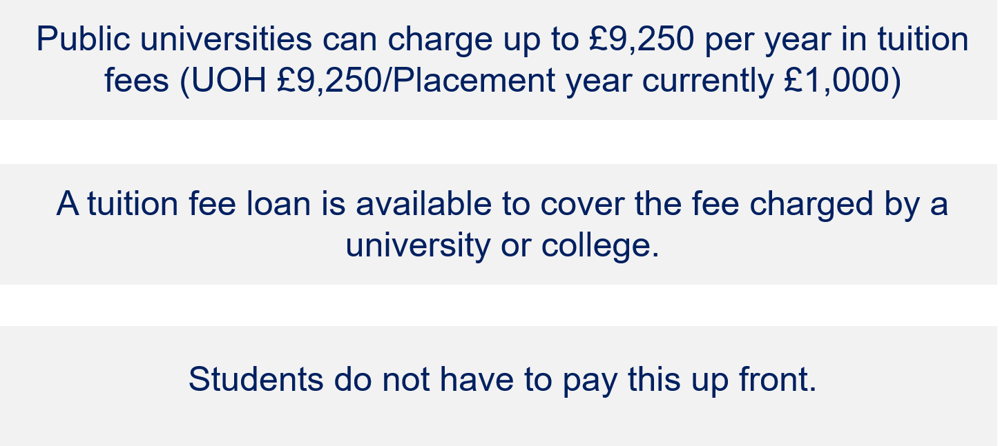 Public universities can charge up to £9,250 per year in tuition
fees (UOH £9,250/Placement year currently £1,000)
A tuition fee loan is available to cover the fee charged by a
university or college.
Students do not have to pay this up front.